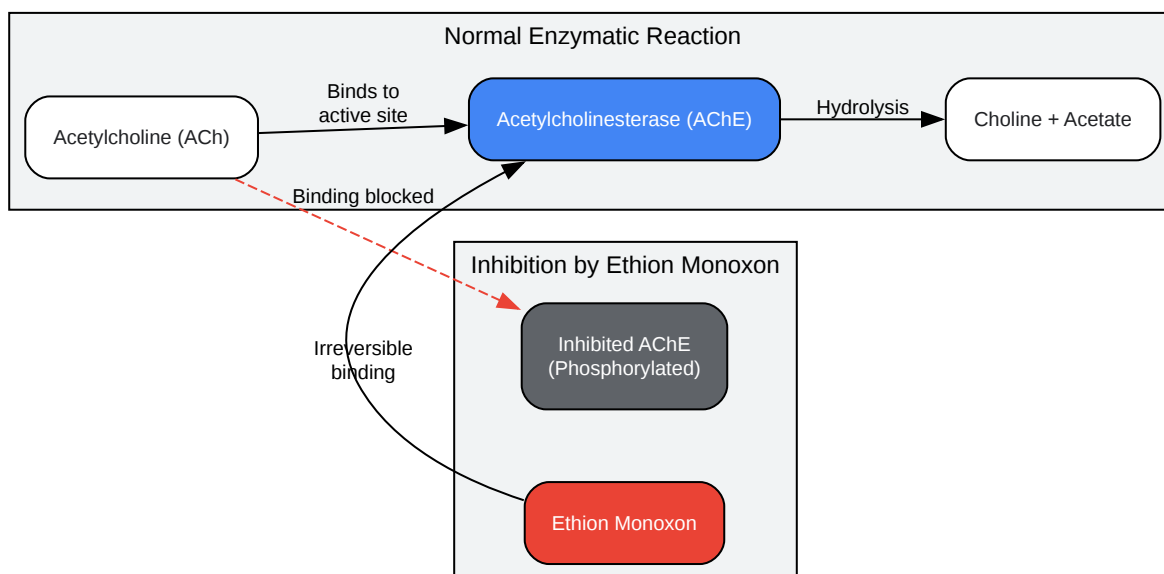 Normal Enzymatic Reaction
Acetylcholine (ACh)
Binds to
active site
Acetylcholinesterase (AChE)
Hydrolysis
Choline + Acetate
Binding blocked
Inhibition by Ethion Monoxon
Inhibited AChE
(Phosphorylated)
Irreversible
binding
Ethion Monoxon